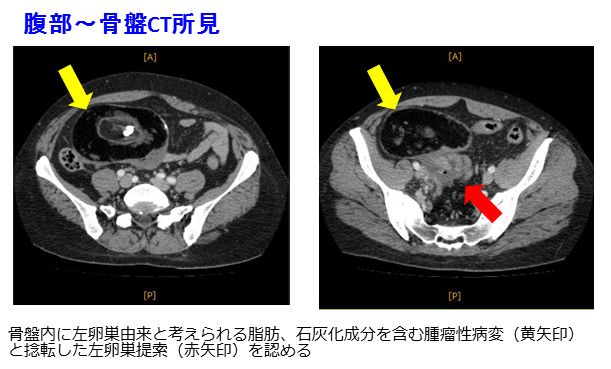 腹部～骨盤CT所見
[A]
[A]
[P]
[P]
骨盤内に左卵巣由来と考えられる脂肪、石灰化成分を含む腫瘤性病変（黄矢印）
と捻転した左卵巣提索（赤矢印）を認める